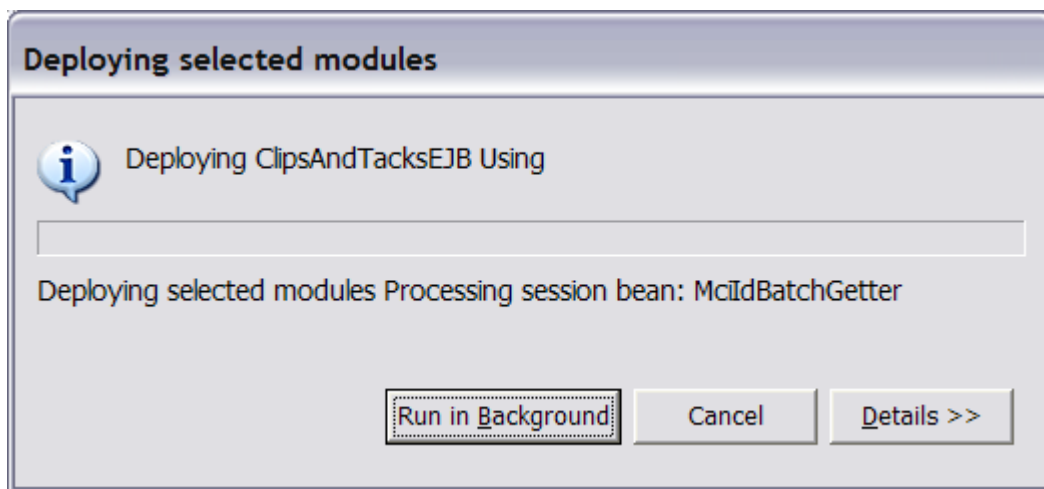 Deploying selected modules
Deploying ClipsAndTacksEJB Using
Deploying selected modules Processing session bean: MciIdBatchGetter
Run in Background
Cancel
Details >>